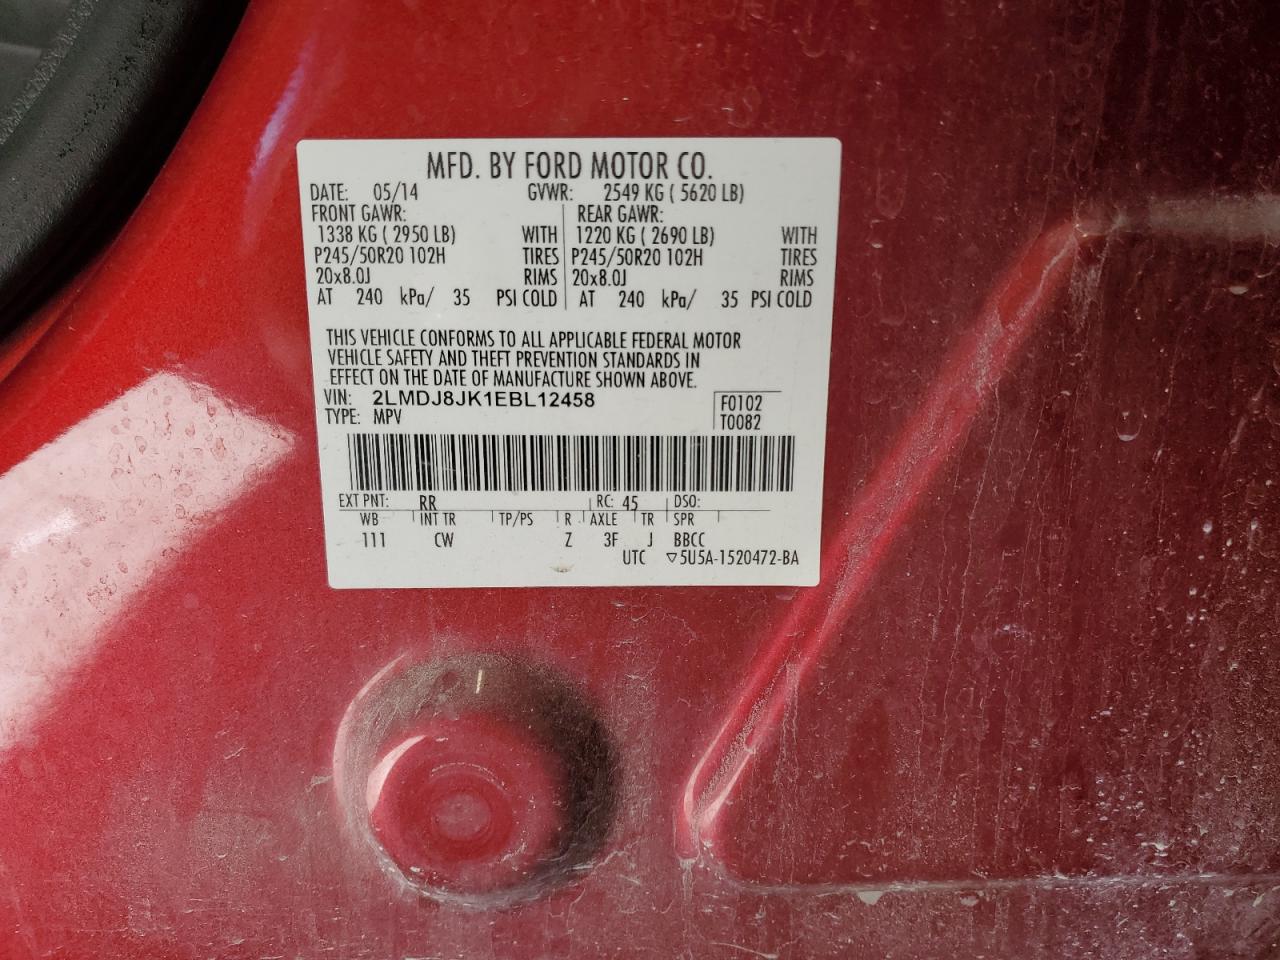 MFD. BY FORD MOTOR CO.
DATE: 05/14 GVWR: 2549 KG ( 5620 LB)
FRONT GAWR: REAR GAWR:
1338 KG ( 2950 LB) WITH 1220 KG ( 2690 LB) WITH
P245/50R20 102H TIRES P245/50R20 102H TIRES
20x8.0J RIMS 20x8.0J RIMS
AT 240 kPa/ 35 PSI COLD AT 240 kPa/ 35 PSI COLD
THIS VEHICLE CONFORMS TO ALL APPLICABLE FEDERAL MOTOR
VEHICLE SAFETY AND THEFT PREVENTION STANDARDS IN
EFFECT ON THE DATE OF MANUFACTURE SHOWN ABOVE.
VIN: 2LMDJ8JK1EBL12458 F0102
TYPE: MPV T0082
EXT PNT: RR RC: 45 DSO:
WB INT TR TP/PS R AXLE TR SPR
111 CW Z 3F J BBCC
UTC ▽5U5A-1520472-BA